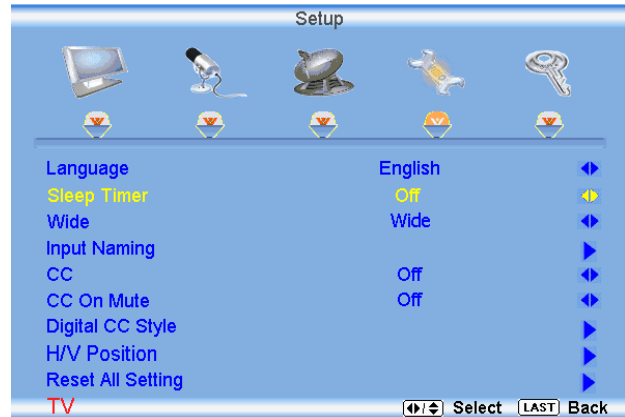 Setup
Language English
Sleep Timer Off
Wide Wide
Input Naming
CC Off
CC On Mute Off
Digital CC Style
H/V Position
Reset All Setting
TV Select LAST Back